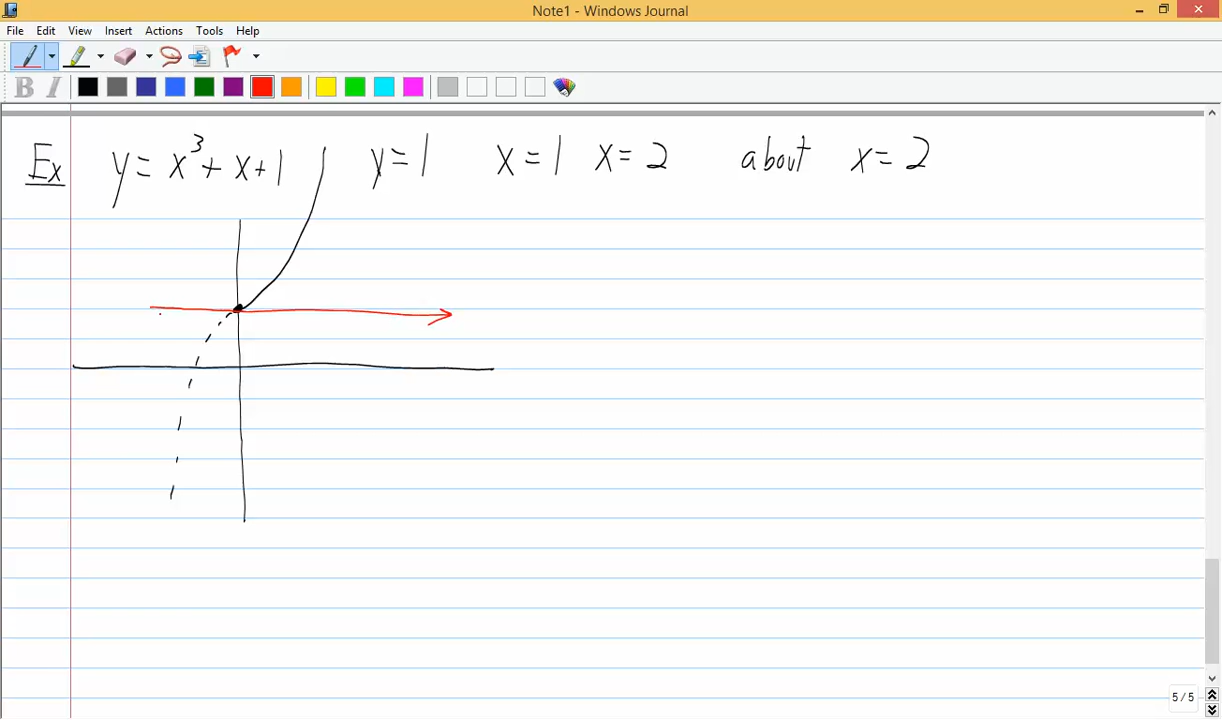 Note1 - Windows Journal
File Edit View Insert Actions Tools Help
B I
Ex y = x³ + x + 1 y = 1 x = 1 x = 2 about x = 2
5 / 5